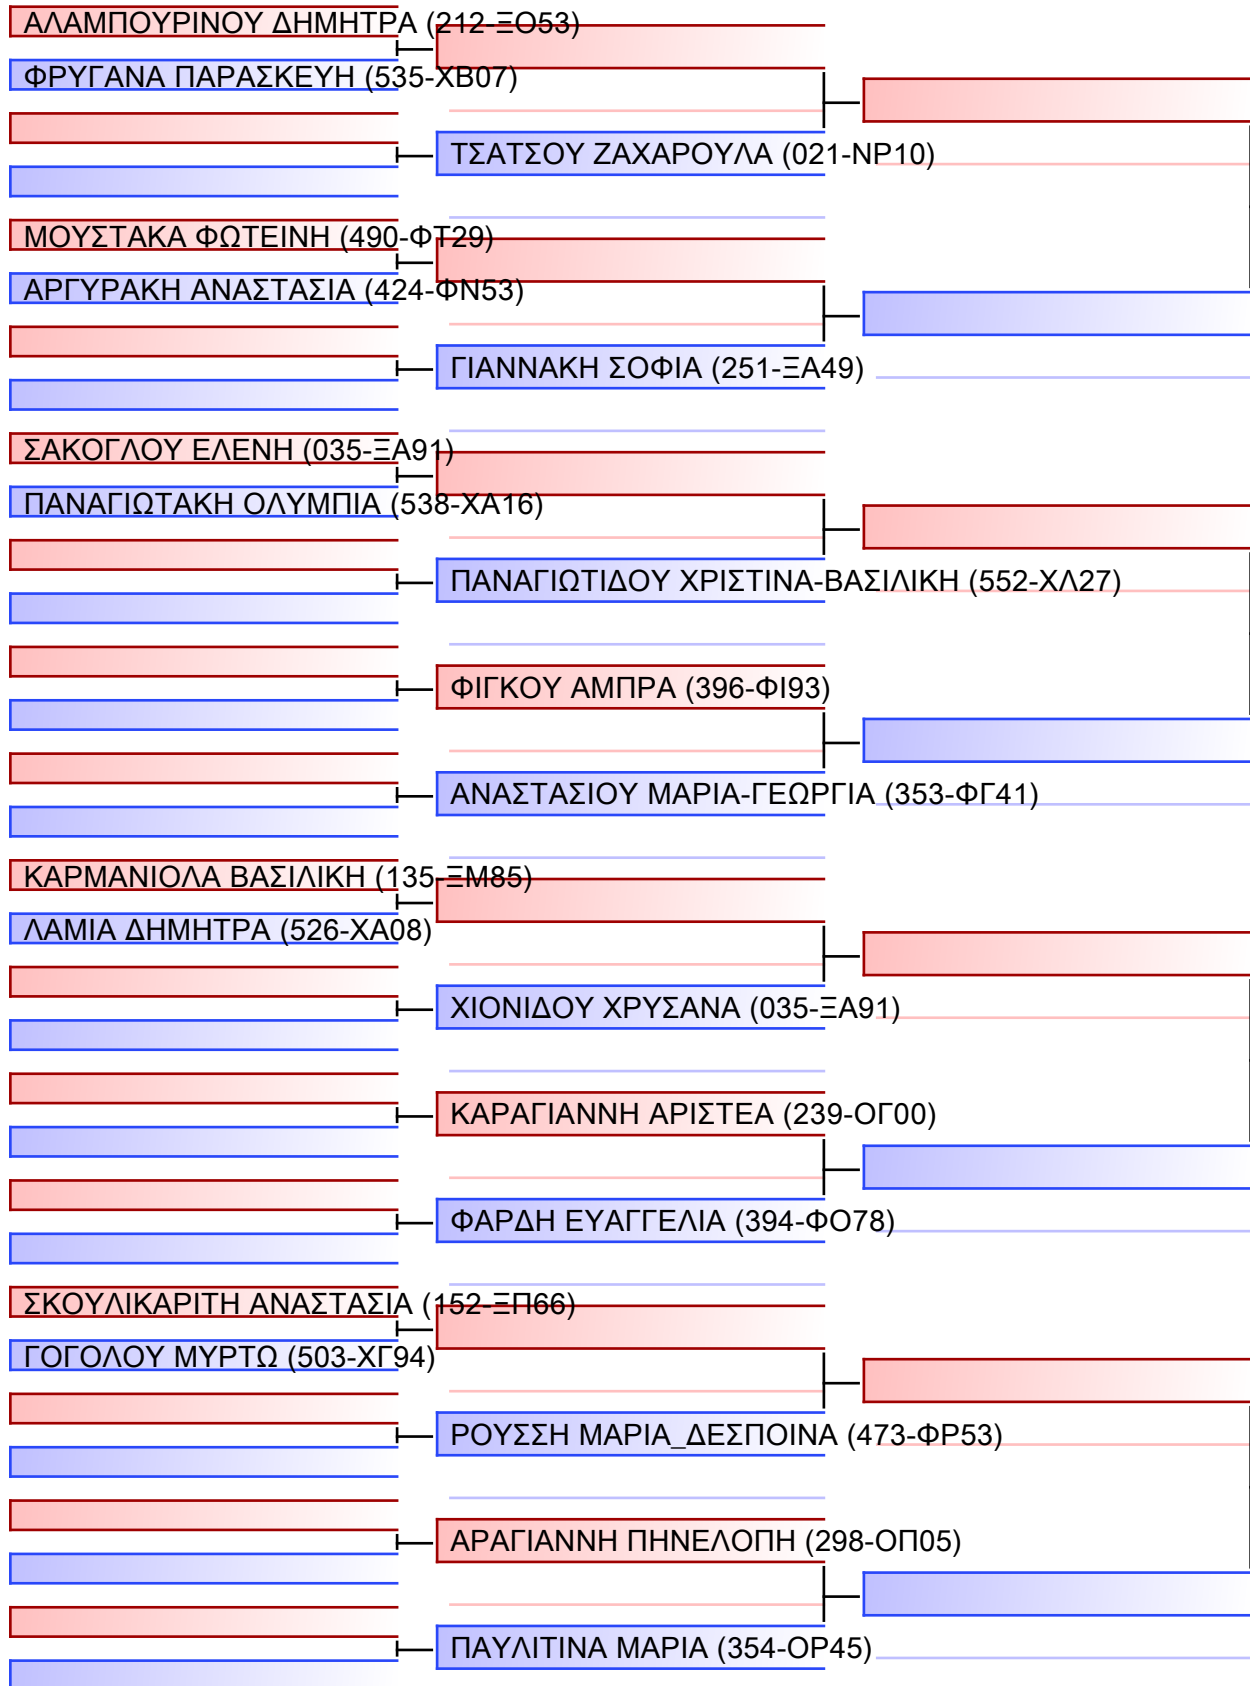 ΑΛΑΜΠΟΥΡΙΝΟΥ ΔΗΜΗΤΡΑ (212-ΞΟ53)
ΦΡΥΓΑΝΑ ΠΑΡΑΣΚΕΥΗ (535-ΧΒ07)
ΤΣΑΤΣΟΥ ΖΑΧΑΡΟΥΛΑ (021-ΝΡ10)
ΜΟΥΣΤΑΚΑ ΦΩΤΕΙΝΗ (490-ΦΤ29)
ΑΡΓΥΡΑΚΗ ΑΝΑΣΤΑΣΙΑ (424-ΦΝ53)
ΓΙΑΝΝΑΚΗ ΣΟΦΙΑ (251-ΞΑ49)
ΣΑΚΟΓΛΟΥ ΕΛΕΝΗ (035-ΞΑ91)
ΠΑΝΑΓΙΩΤΑΚΗ ΟΛΥΜΠΙΑ (538-ΧΑ16)
ΠΑΝΑΓΙΩΤΙΔΟΥ ΧΡΙΣΤΙΝΑ-ΒΑΣΙΛΙΚΗ (552-ΧΛ27)
ΦΙΓΚΟΥ ΑΜΠΡΑ (396-ΦΙ93)
ΑΝΑΣΤΑΣΙΟΥ ΜΑΡΙΑ-ΓΕΩΡΓΙΑ (353-ΦΓ41)
ΚΑΡΜΑΝΙΟΛΑ ΒΑΣΙΛΙΚΗ (135-ΞΜ85)
ΛΑΜΙΑ ΔΗΜΗΤΡΑ (526-ΧΑ08)
ΧΙΟΝΙΔΟΥ ΧΡΥΣΑΝΑ (035-ΞΑ91)
ΚΑΡΑΓΙΑΝΝΗ ΑΡΙΣΤΕΑ (239-ΟΓ00)
ΦΑΡΔΗ ΕΥΑΓΓΕΛΙΑ (394-ΦΟ78)
ΣΚΟΥΛΙΚΑΡΙΤΗ ΑΝΑΣΤΑΣΙΑ (152-ΞΠ66)
ΓΟΓΟΛΟΥ ΜΥΡΤΩ (503-ΧΓ94)
ΡΟΥΣΣΗ ΜΑΡΙΑ_ΔΕΣΠΟΙΝΑ (473-ΦΡ53)
ΑΡΑΓΙΑΝΝΗ ΠΗΝΕΛΟΠΗ (298-ΟΠ05)
ΠΑΥΛΙΤΙΝΑ ΜΑΡΙΑ (354-ΟΡ45)